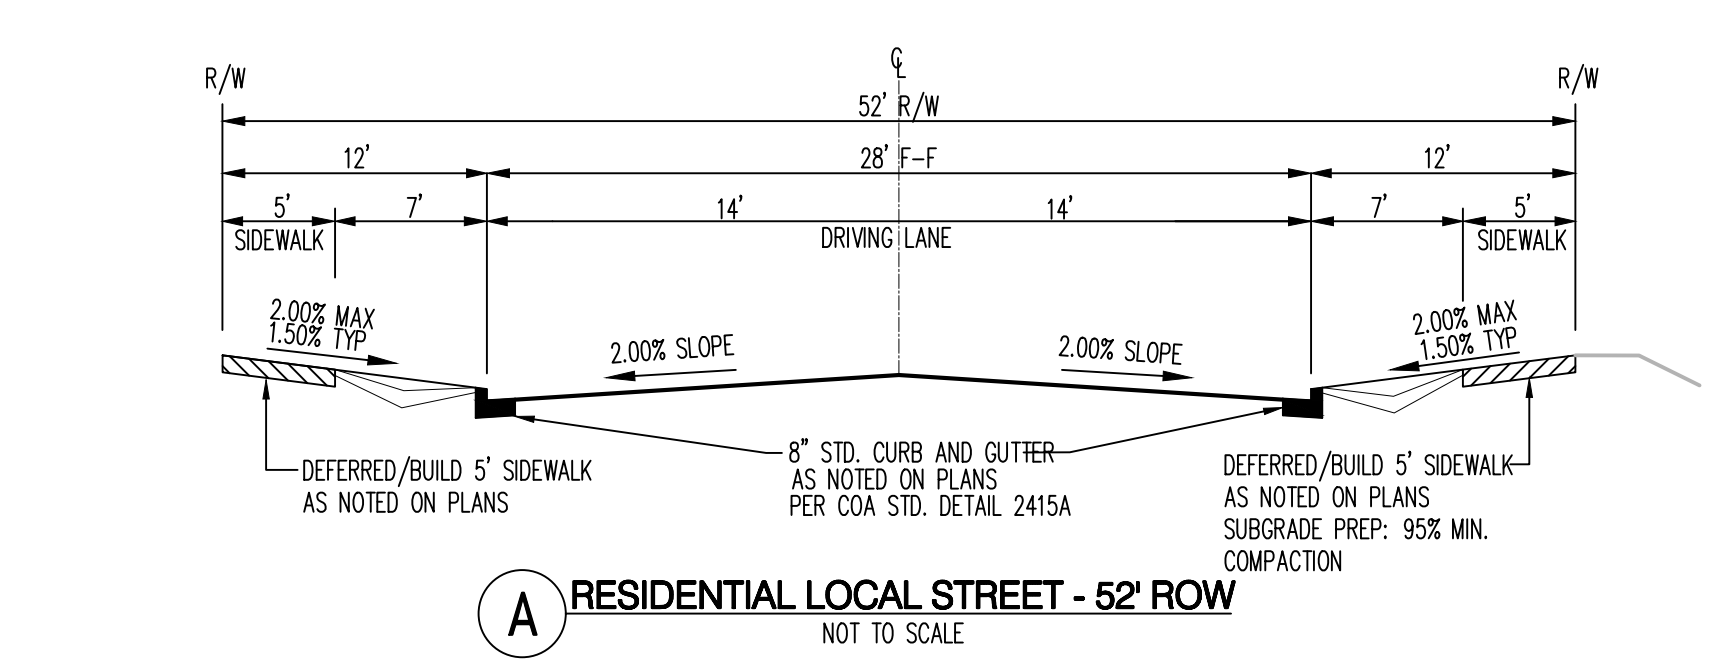 ℄
R/W
R/W
52' R/W
12'
28' F-F
12'
5'
7'
14'
14'
7'
5'
SIDEWALK
DRIVING LANE
SIDEWALK
2.00% MAX
1.50% TYP
2.00% SLOPE
2.00% SLOPE
2.00% MAX
1.50% TYP
DEFERRED/BUILD 5' SIDEWALK
AS NOTED ON PLANS
8" STD. CURB AND GUTTER
AS NOTED ON PLANS
PER COA STD. DETAIL 2415A
DEFERRED/BUILD 5' SIDEWALK
AS NOTED ON PLANS
SUBGRADE PREP: 95% MIN.
COMPACTION
A
RESIDENTIAL LOCAL STREET - 52' ROW
NOT TO SCALE